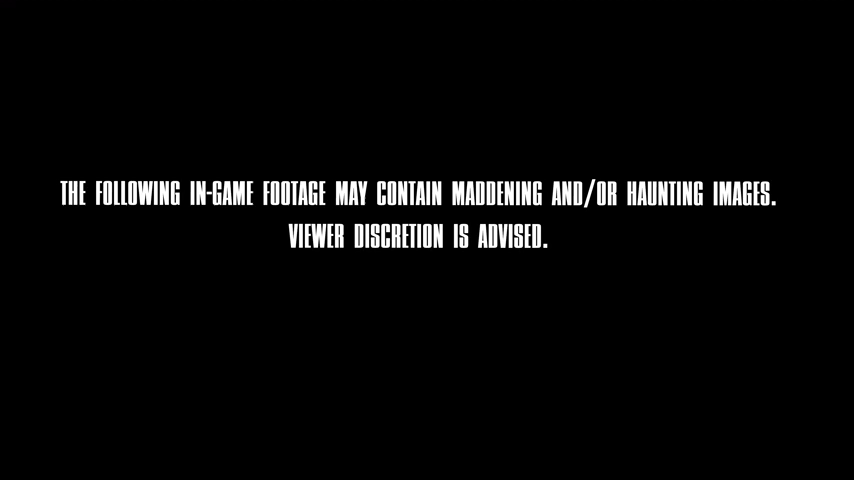 THE FOLLOWING IN-GAME FOOTAGE MAY CONTAIN MADDENING AND/OR HAUNTING IMAGES.
VIEWER DISCRETION IS ADVISED.